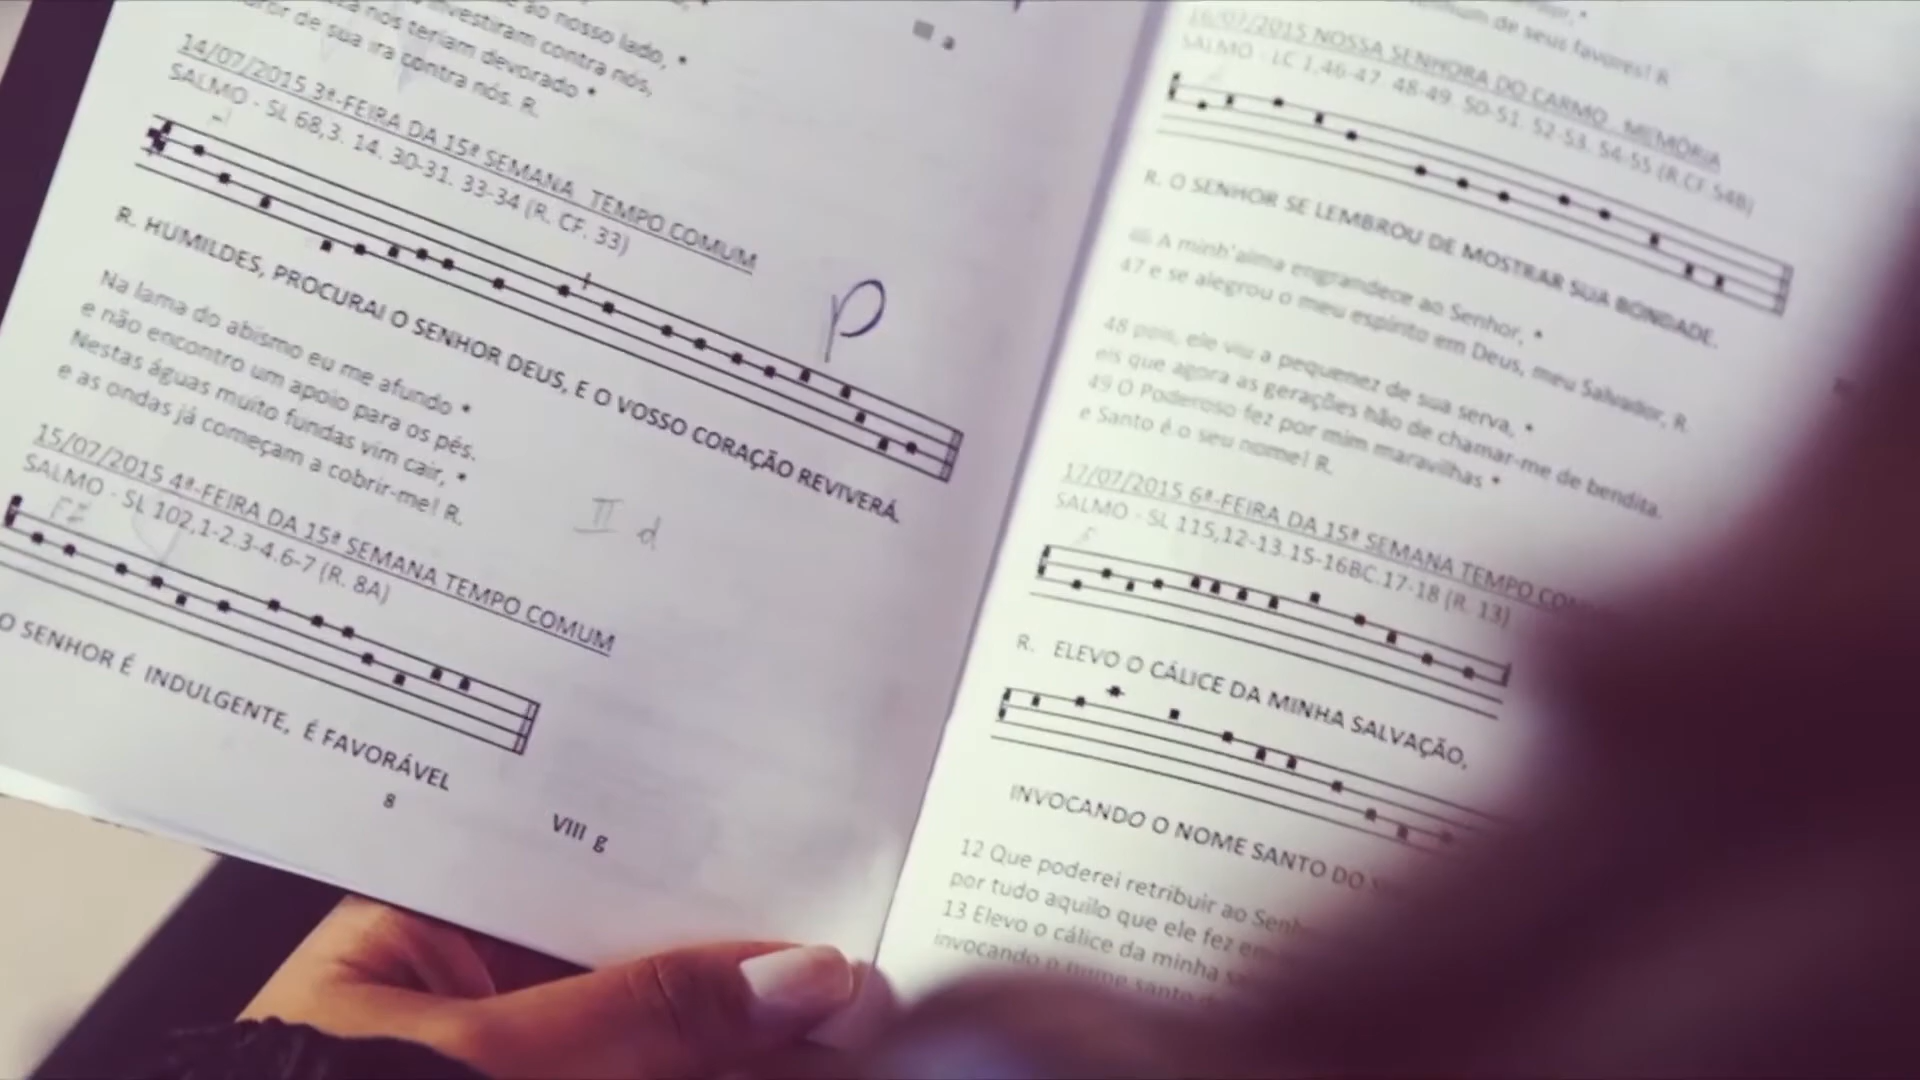 ao nosso lado, *
investiram contra nós,
nos teriam devorado *
de sua ira contra nós. R.
a
14/07/2015 3ª-FEIRA DA 15ª SEMANA TEMPO COMUM
SALMO - SL 68,3. 14. 30-31. 33-34 (R. CF. 33)
R. HUMILDES, PROCURAI O SENHOR DEUS, E O VOSSO CORAÇÃO REVIVERÁ.
P
Na lama do abismo eu me afundo *
e não encontro um apoio para os pés.
Nestas águas muito fundas vim cair, *
e as ondas já começam a cobrir-me! R.
II d
15/07/2015 4ª-FEIRA DA 15ª SEMANA TEMPO COMUM
SALMO - SL 102,1-2.3-4.6-7 (R. 8A)
O SENHOR É INDULGENTE, É FAVORÁVEL
8
VIII g
de seus favores! R
16/07/2015 NOSSA SENHORA DO CARMO MEMÓRIA
SALMO - LC 1,46-47. 48-49. 50-51. 52-53. 54-55 (R.CF.54B)
R. O SENHOR SE LEMBROU DE MOSTRAR SUA BONDADE.
A minh'alma engrandece ao Senhor, *
47 e se alegrou o meu espírito em Deus, meu Salvador, R.
48 pois, ele viu a pequenez de sua serva, *
eis que agora as gerações hão de chamar-me de bendita.
49 O Poderoso fez por mim maravilhas *
e Santo é o seu nome! R.
17/07/2015 6ª-FEIRA DA 15ª SEMANA TEMPO
SALMO - SL 115,12-13.15-16BC.17-18 (R. 13)
R. ELEVO O CÁLICE DA MINHA SALVAÇÃO,
INVOCANDO O NOME SANTO DO
12 Que poderei retribuir ao
por tudo aquilo que ele fez
13 Elevo o cálice da minha
invocando o nome santo